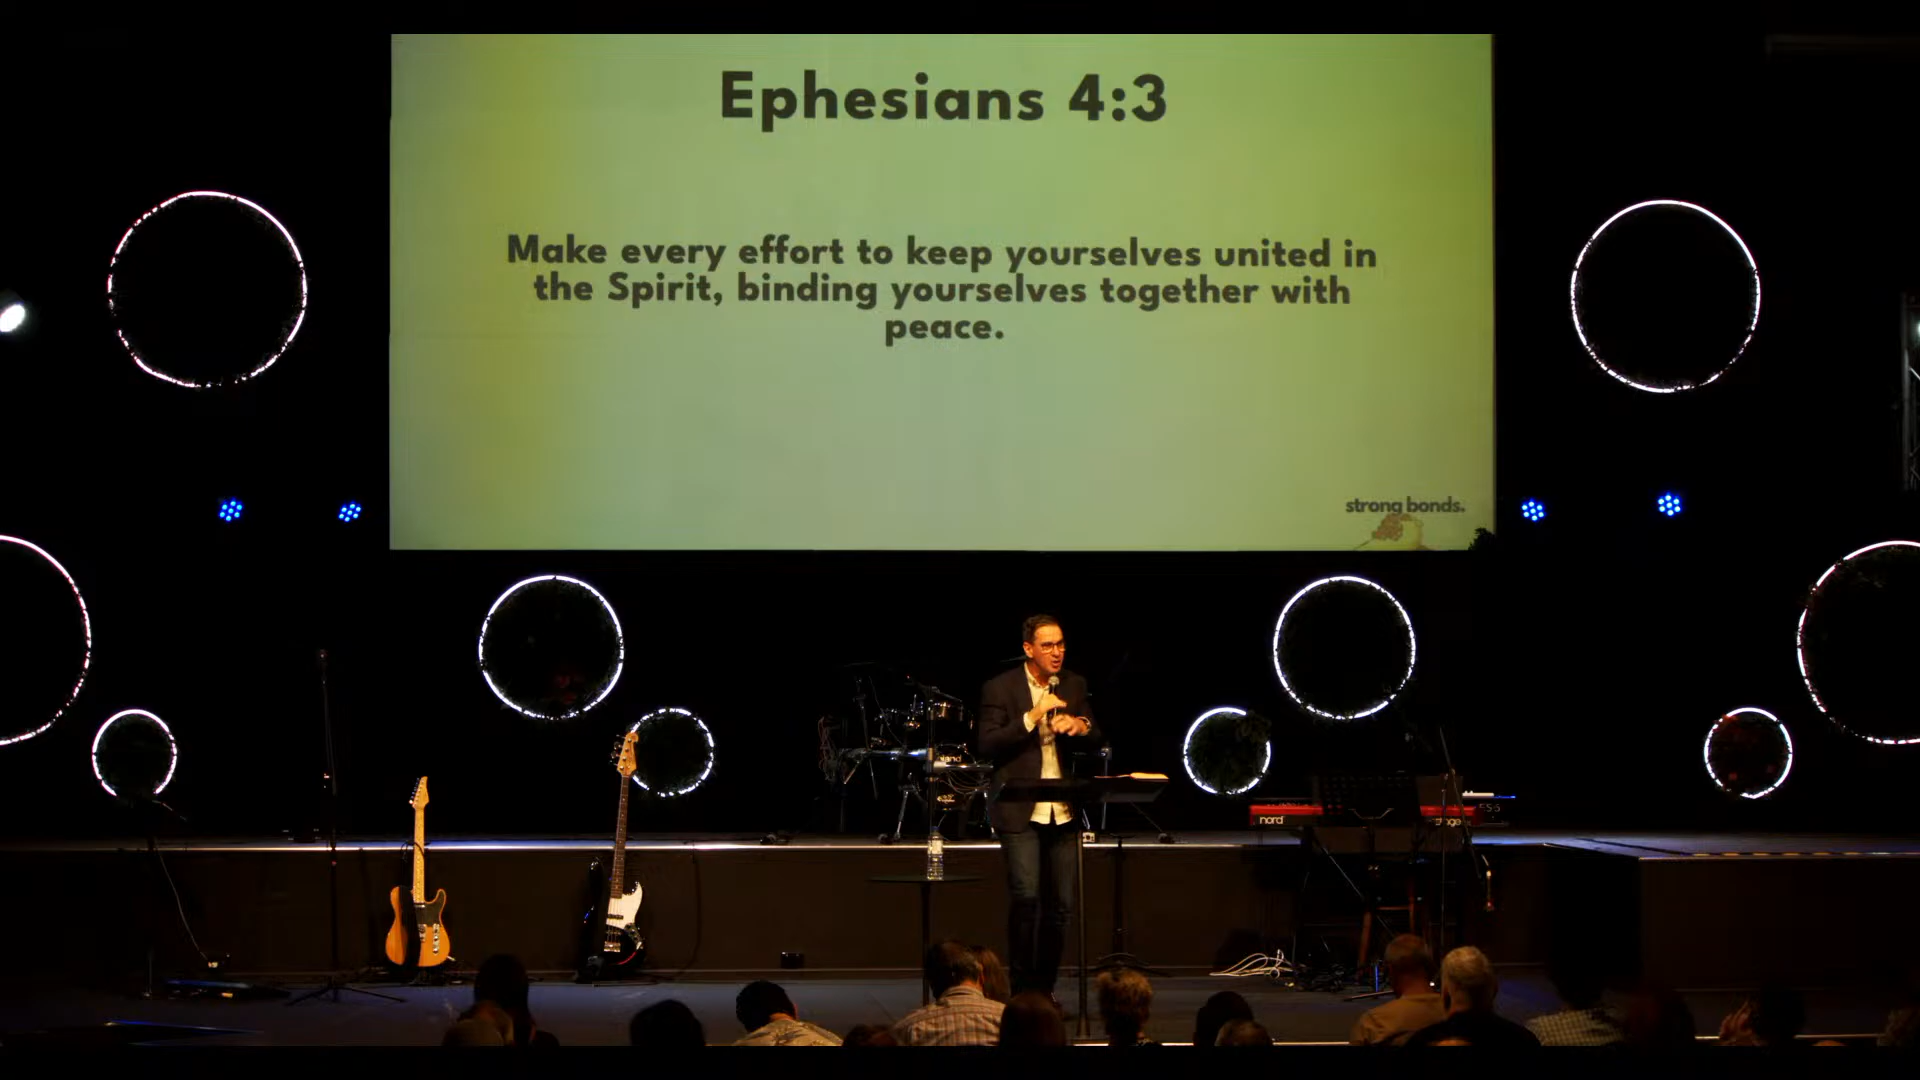 Ephesians 4:3
Make every effort to keep yourselves united in
the Spirit, binding yourselves together with
peace.
strong bonds.
nord